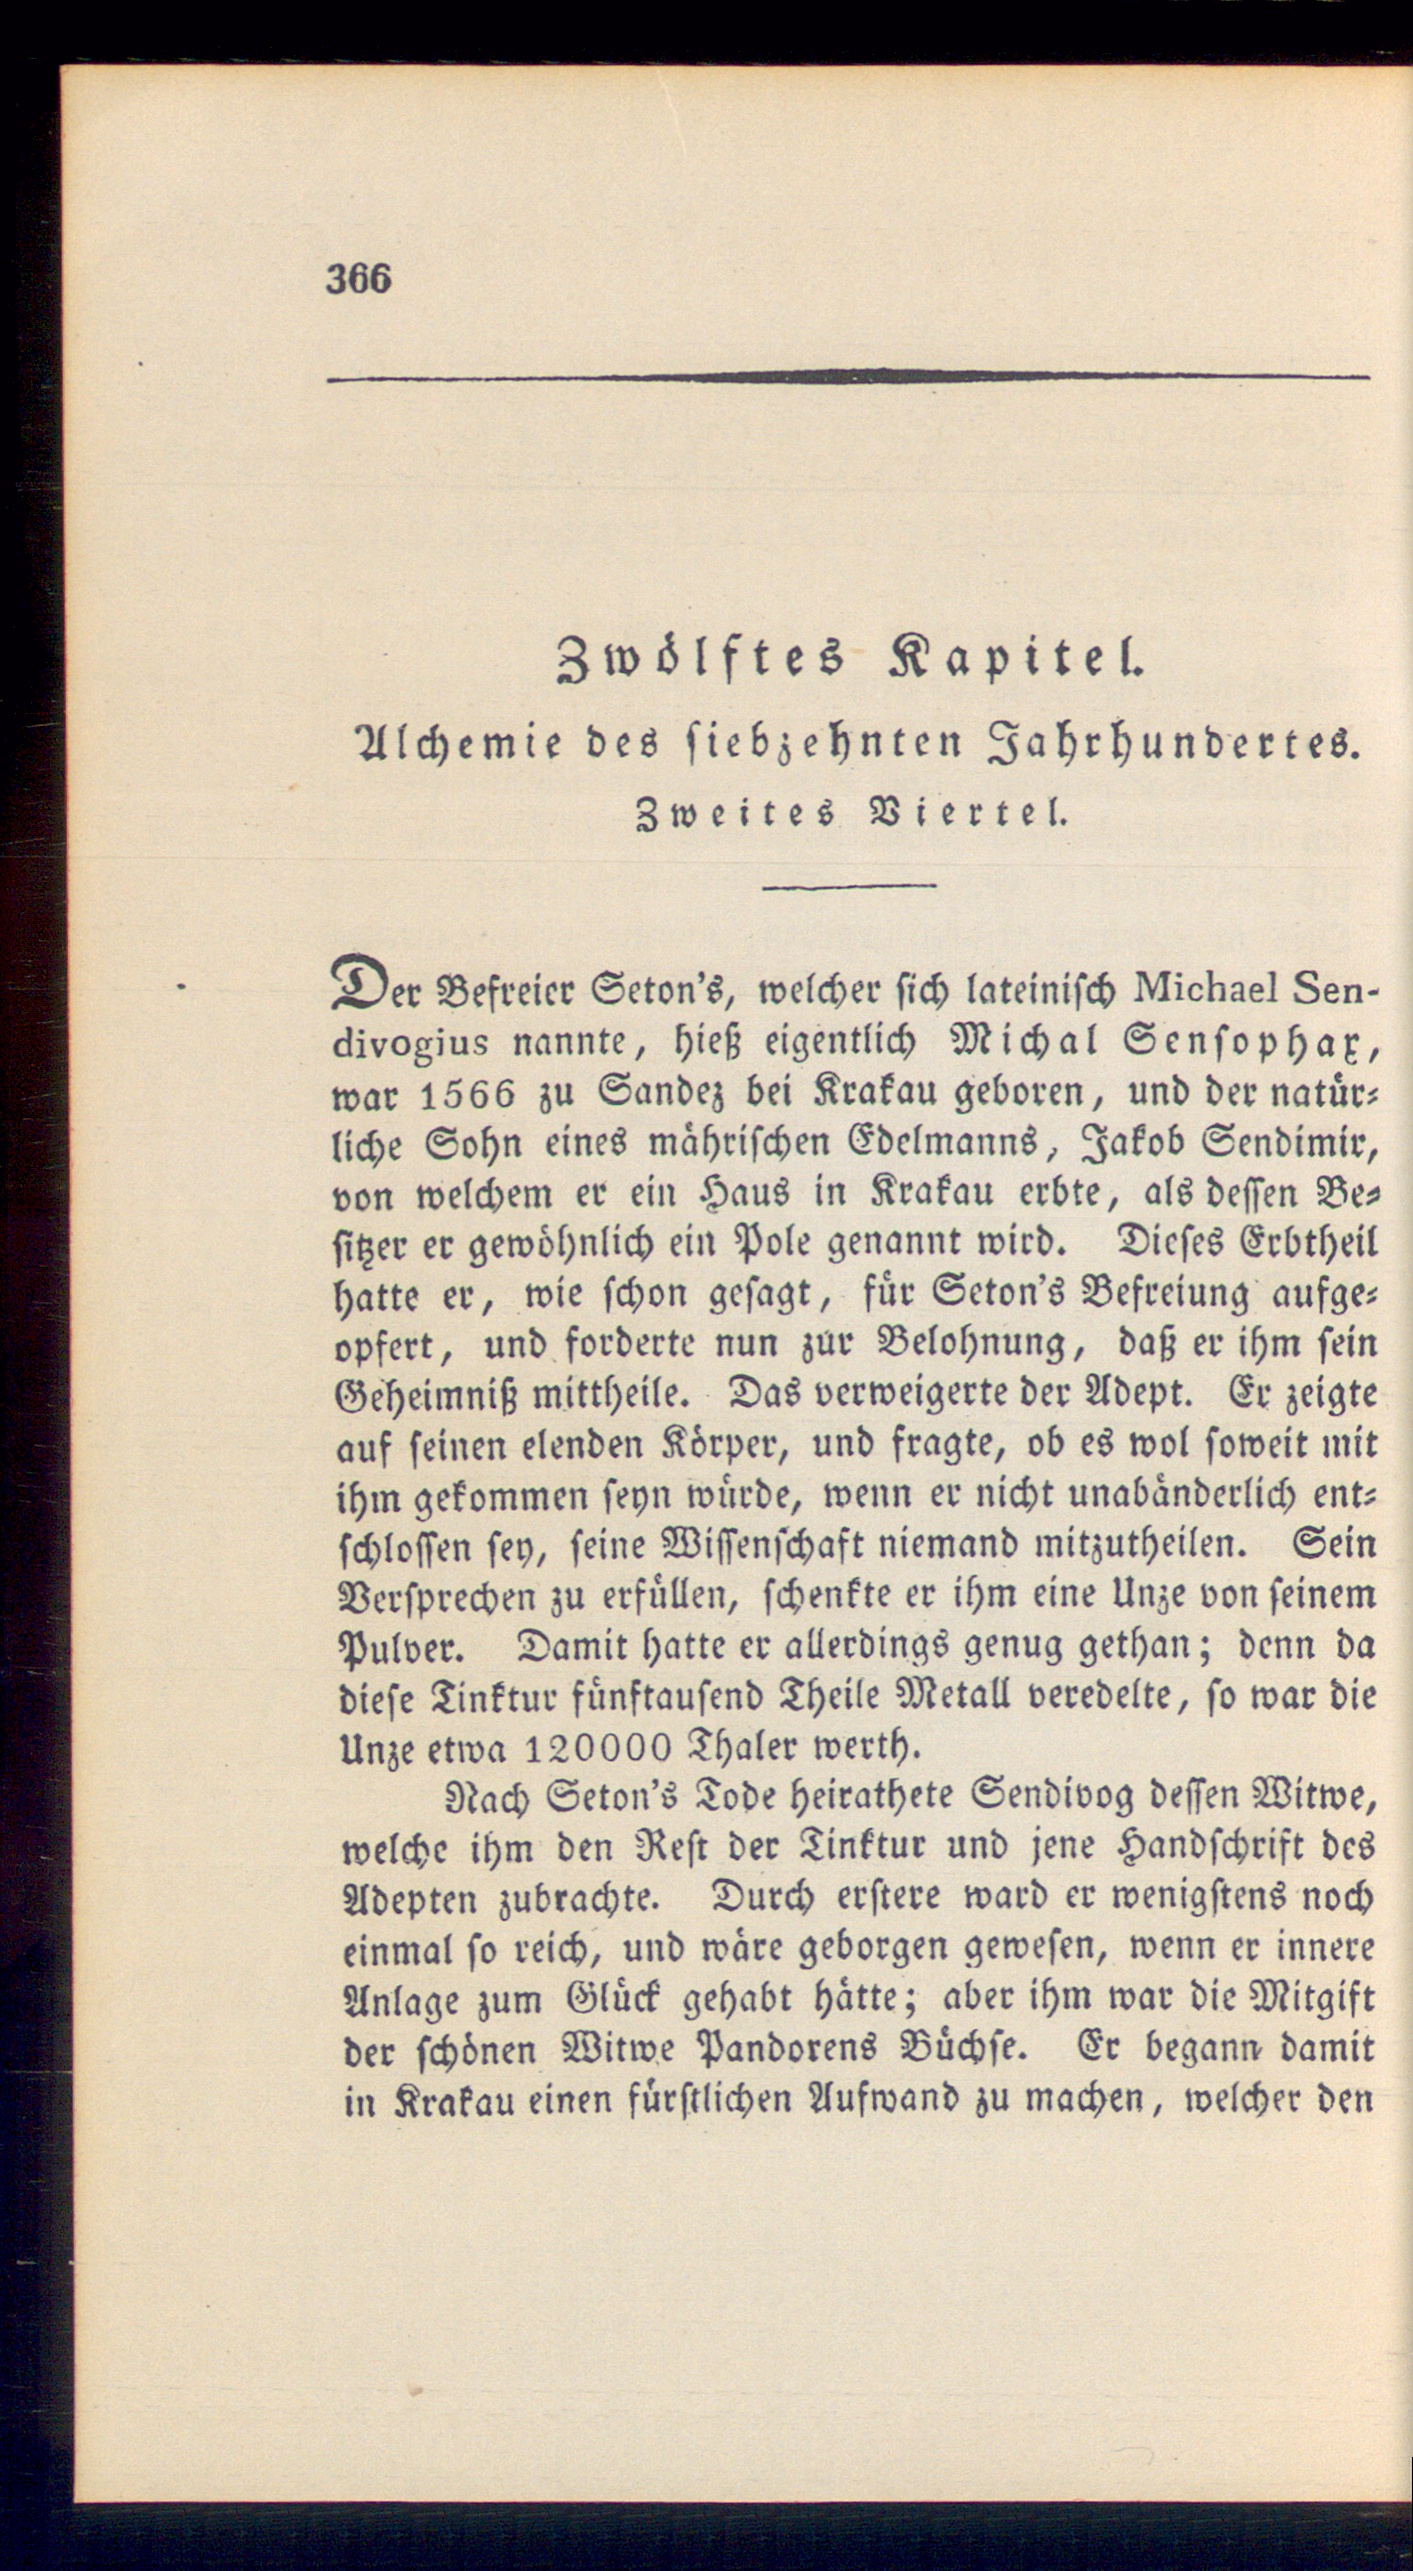 366
Zwölftes Kapitel.
Alchemie des siebzehnten Jahrhundertes.
Zweites Viertel.
Der Befreier Seton's, welcher sich lateinisch Michael Sen-
divogius nannte, hieß eigentlich Michal Sensophax,
war 1566 zu Sandez bei Krakau geboren, und der natür-
liche Sohn eines mährischen Edelmanns, Jakob Sendimir,
von welchem er ein Haus in Krakau erbte, als dessen Be-
sitzer er gewöhnlich ein Pole genannt wird. Dieses Erbtheil
hatte er, wie schon gesagt, für Seton's Befreiung aufge-
opfert, und forderte nun zur Belohnung, daß er ihm sein
Geheimniß mittheile. Das verweigerte der Adept. Er zeigte
auf seinen elenden Körper, und fragte, ob es wol soweit mit
ihm gekommen seyn würde, wenn er nicht unabänderlich ent-
schlossen sey, seine Wissenschaft niemand mitzutheilen. Sein
Versprechen zu erfüllen, schenkte er ihm eine Unze von seinem
Pulver. Damit hatte er allerdings genug gethan; denn da
diese Tinktur fünftausend Theile Metall veredelte, so war die
Unze etwa 120000 Thaler werth.
Nach Seton's Tode heirathete Sendivog dessen Witwe,
welche ihm den Rest der Tinktur und jene Handschrift des
Adepten zubrachte. Durch erstere ward er wenigstens noch
einmal so reich, und wäre geborgen gewesen, wenn er innere
Anlage zum Glück gehabt hätte; aber ihm war die Mitgift
der schönen Witwe Pandorens Büchse. Er begann damit
in Krakau einen fürstlichen Aufwand zu machen, welcher den